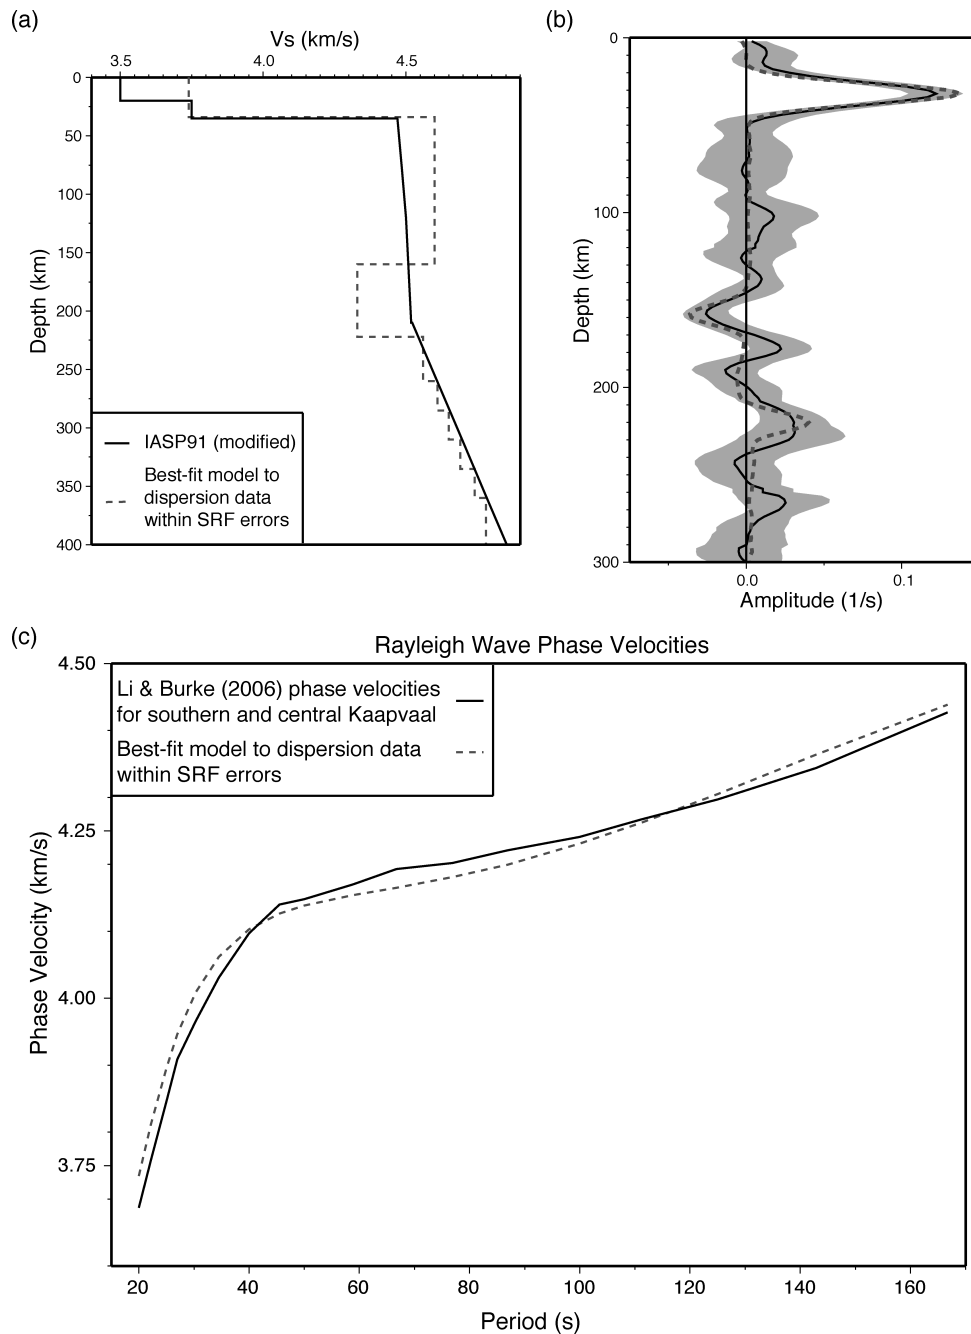 (a)
Vs (km/s)
3.5 4.0 4.5
0
50
100
150
200
250
300
350
400
Depth (km)
IASP91 (modified)
Best-fit model to
dispersion data
within SRF errors
(b)
0
100
200
300
Depth (km)
0.0 0.1
Amplitude (1/s)
(c)
Rayleigh Wave Phase Velocities
4.50
4.25
4.00
3.75
Phase Velocity (km/s)
Li & Burke (2006) phase velocities
for southern and central Kaapvaal
Best-fit model to dispersion data
within SRF errors
20 40 60 80 100 120 140 160
Period (s)